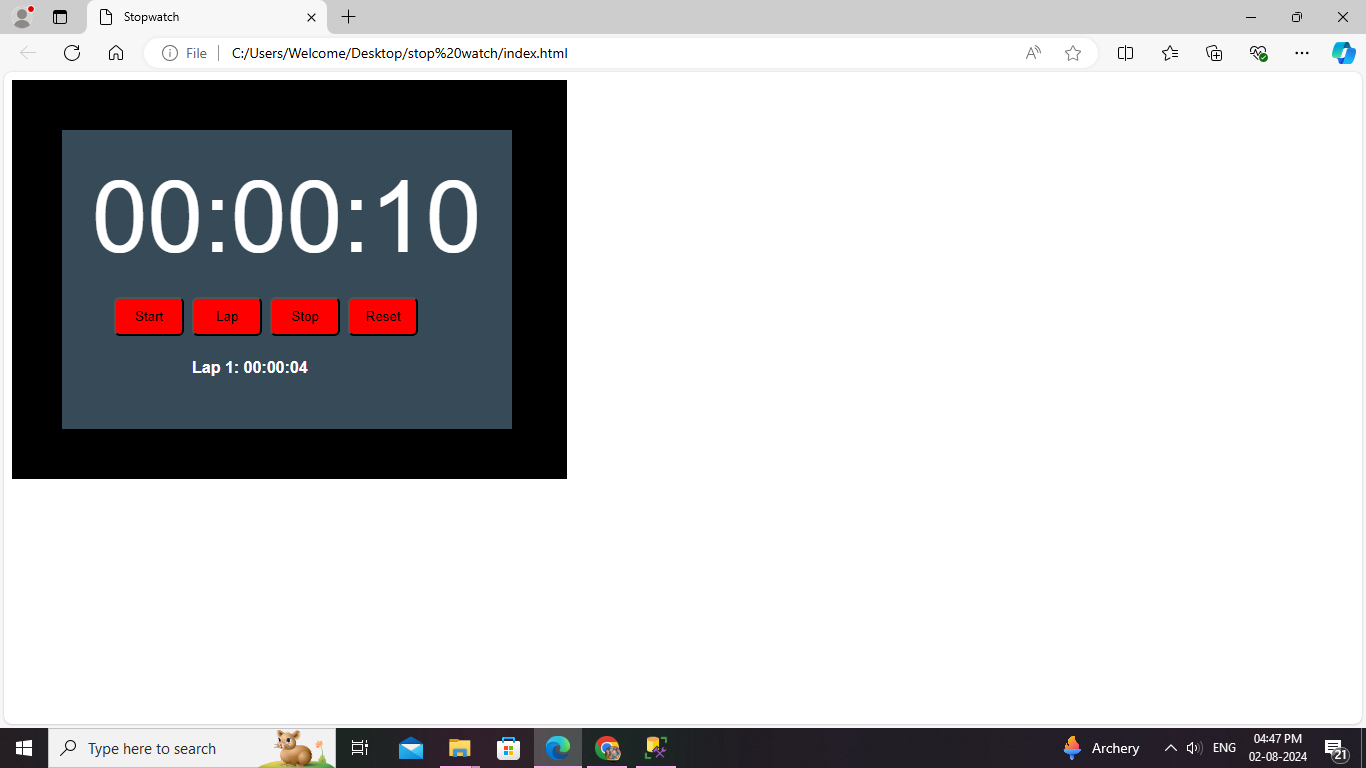 Stopwatch
File
C:/Users/Welcome/Desktop/stop%20watch/index.html
00:00:10
Start Lap Stop Reset
Lap 1: 00:00:04
Type here to search
Archery
ENG
04:47 PM
02-08-2024
21